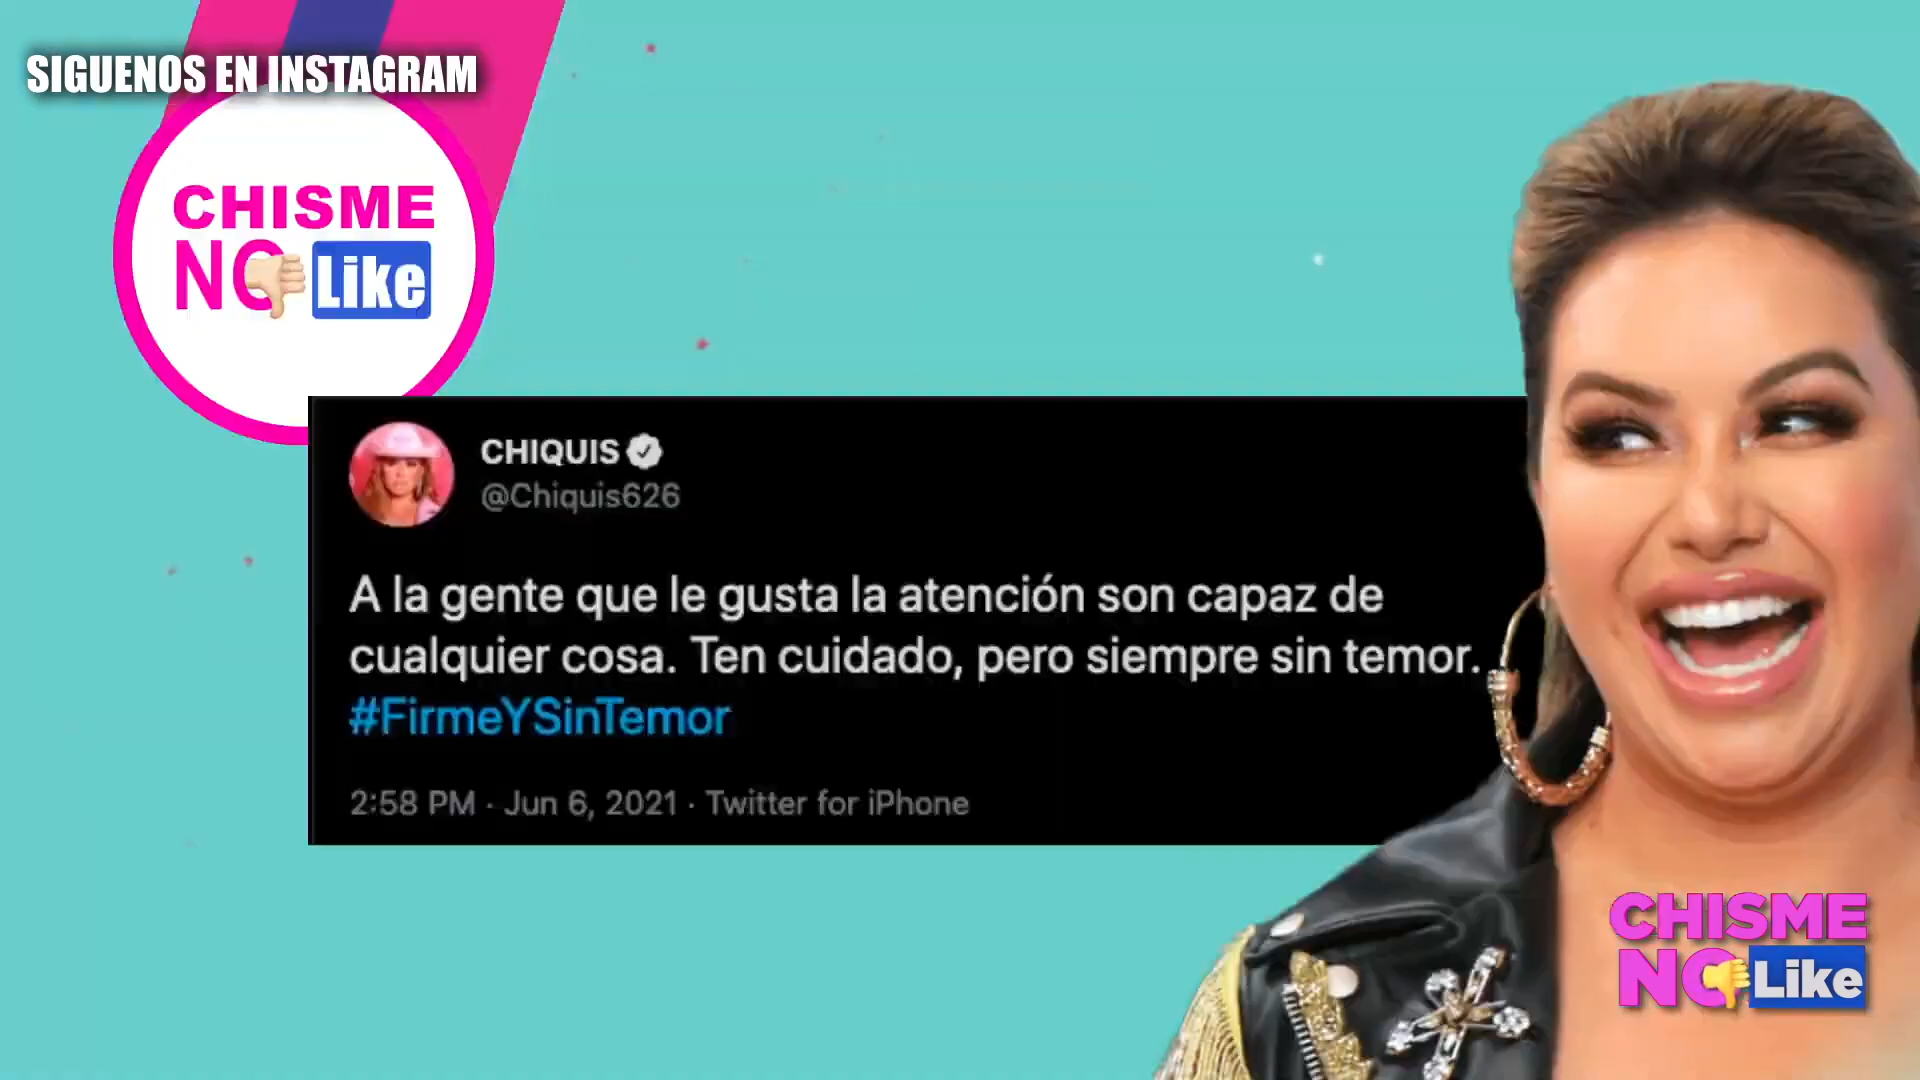 SIGUENOS EN INSTAGRAM
CHISME
NO Like
CHIQUIS
@Chiquis626
A la gente que le gusta la atención son capaz de
cualquier cosa. Ten cuidado, pero siempre sin temor.
#FirmeYSinTemor
2:58 PM · Jun 6, 2021 · Twitter for iPhone
CHISME
NO Like